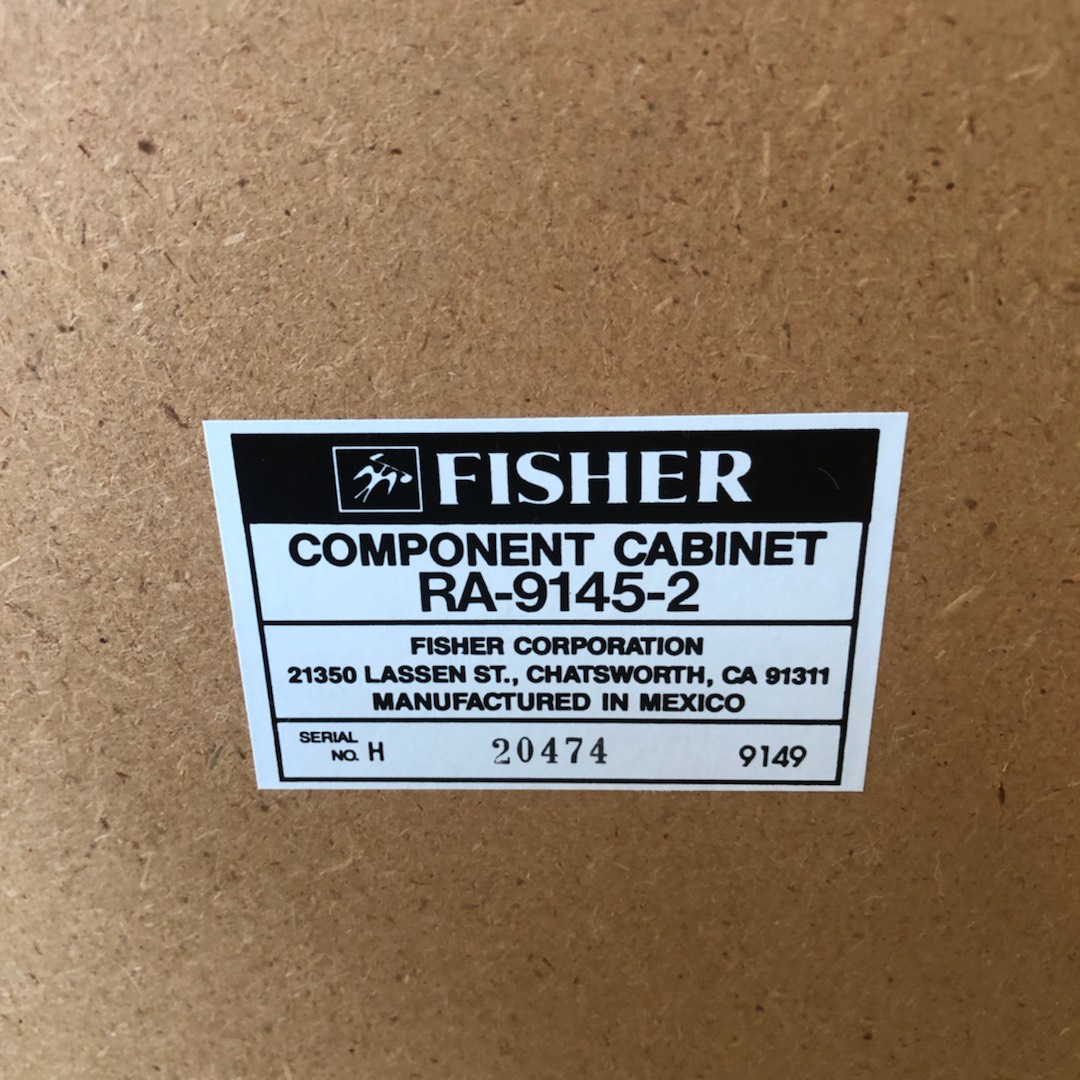 FISHER
COMPONENT CABINET
RA-9145-2
FISHER CORPORATION
21350 LASSEN ST., CHATSWORTH, CA 91311
MANUFACTURED IN MEXICO
SERIAL
NO. H 20474 9149